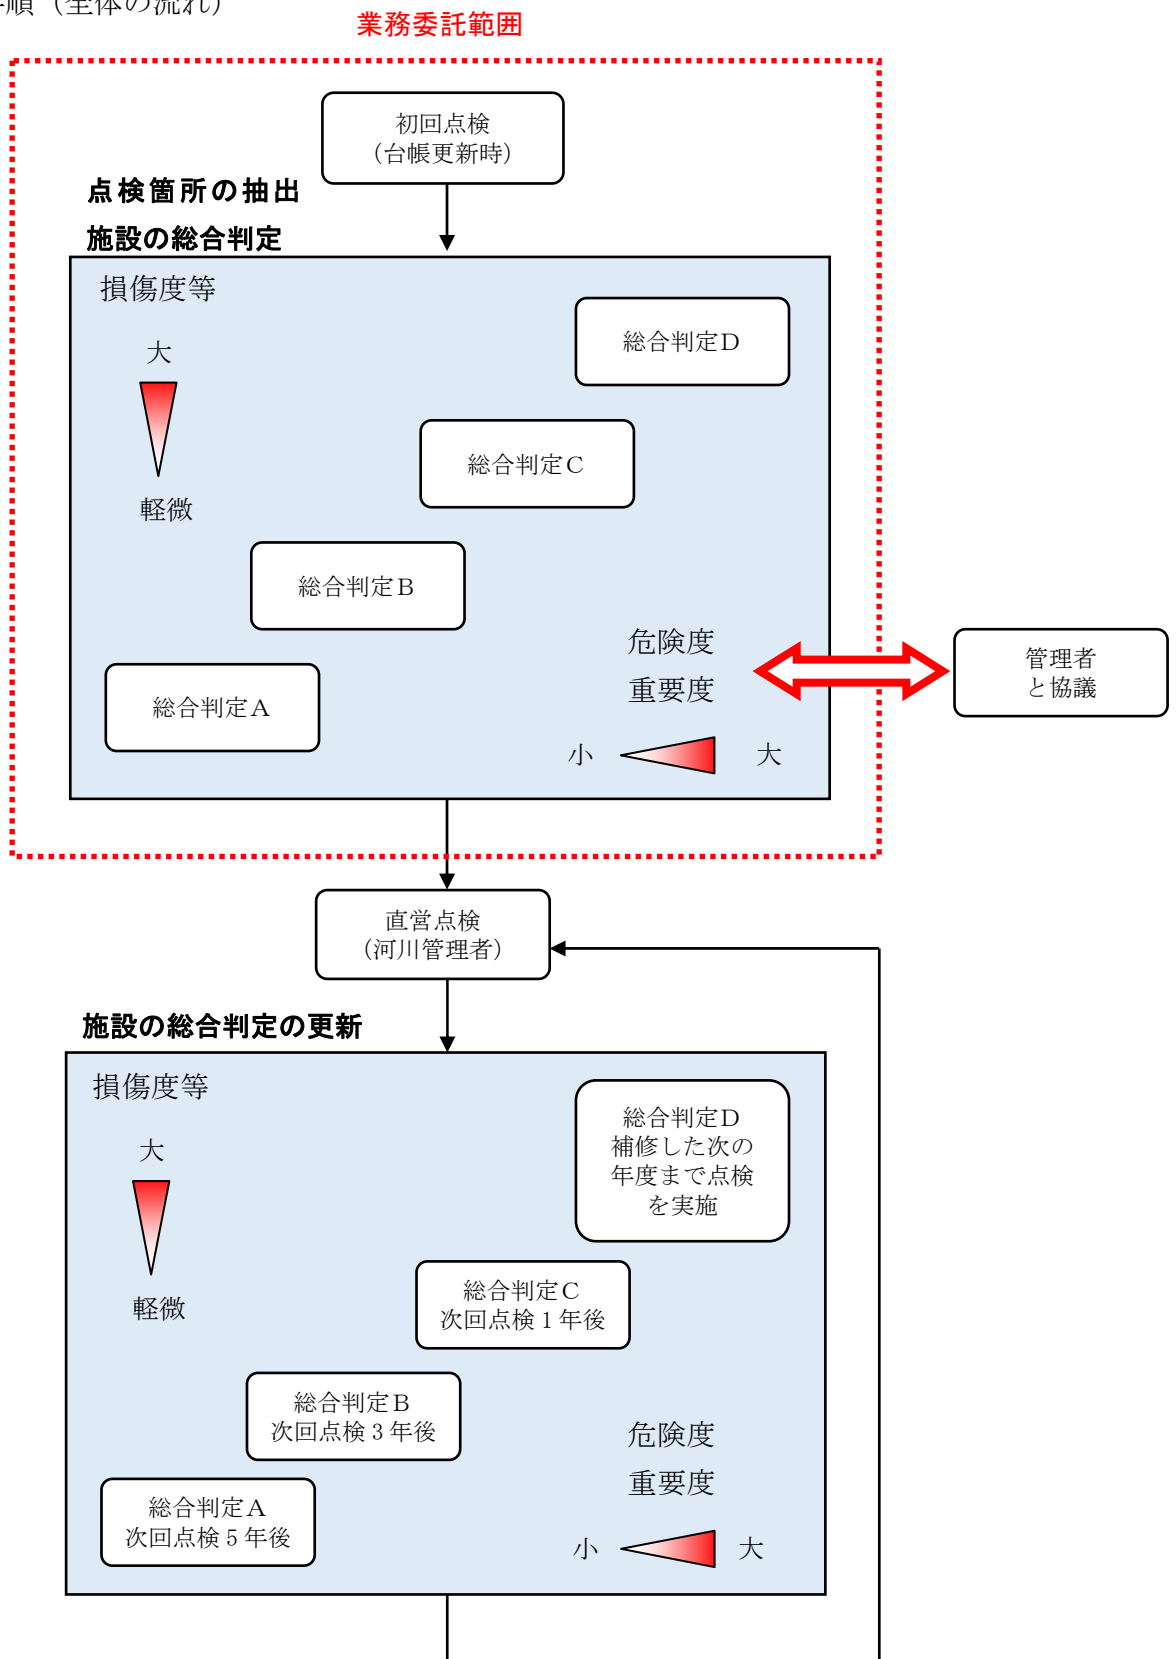 順（全体の流れ）
業務委託範囲
初回点検
（台帳更新時）
点検箇所の抽出
施設の総合判定
損傷度等
大
軽微
総合判定Ｄ
総合判定Ｃ
総合判定Ｂ
総合判定Ａ
危険度
重要度
小
大
管理者
と協議
直営点検
（河川管理者）
施設の総合判定の更新
損傷度等
大
軽微
総合判定Ｄ
補修した次の
年度まで点検
を実施
総合判定Ｃ
次回点検１年後
総合判定Ｂ
次回点検３年後
総合判定Ａ
次回点検５年後
危険度
重要度
小
大